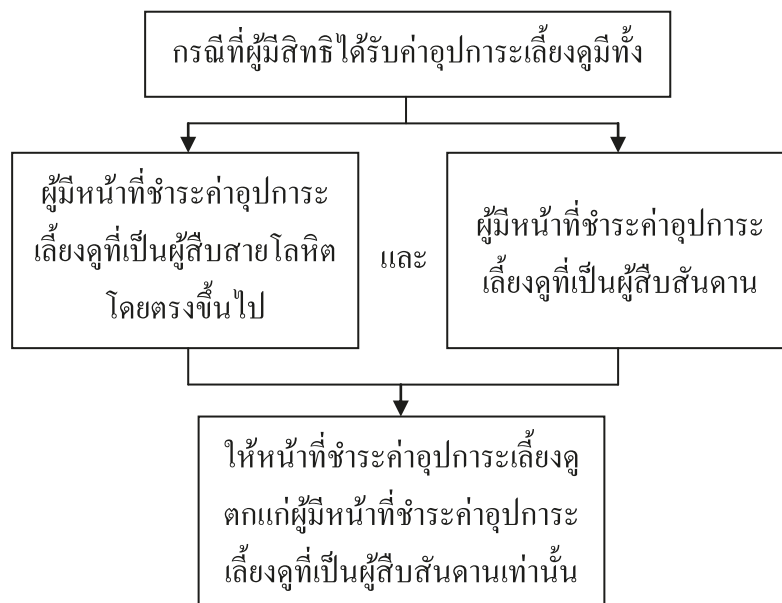 กรณีที่ผู้มีสิทธิได้รับค่าอุปการะเลี้ยงดูมีทั้ง
ผู้มีหน้าที่ชำระค่าอุปการะ
เลี้ยงดูที่เป็นผู้สืบสายโลหิต
โดยตรงขึ้นไป
และ
ผู้มีหน้าที่ชำระค่าอุปการะ
เลี้ยงดูที่เป็นผู้สืบสันดาน
ให้หน้าที่ชำระค่าอุปการะเลี้ยงดู
ตกแก่ผู้มีหน้าที่ชำระค่าอุปการะ
เลี้ยงดูที่เป็นผู้สืบสันดานเท่านั้น